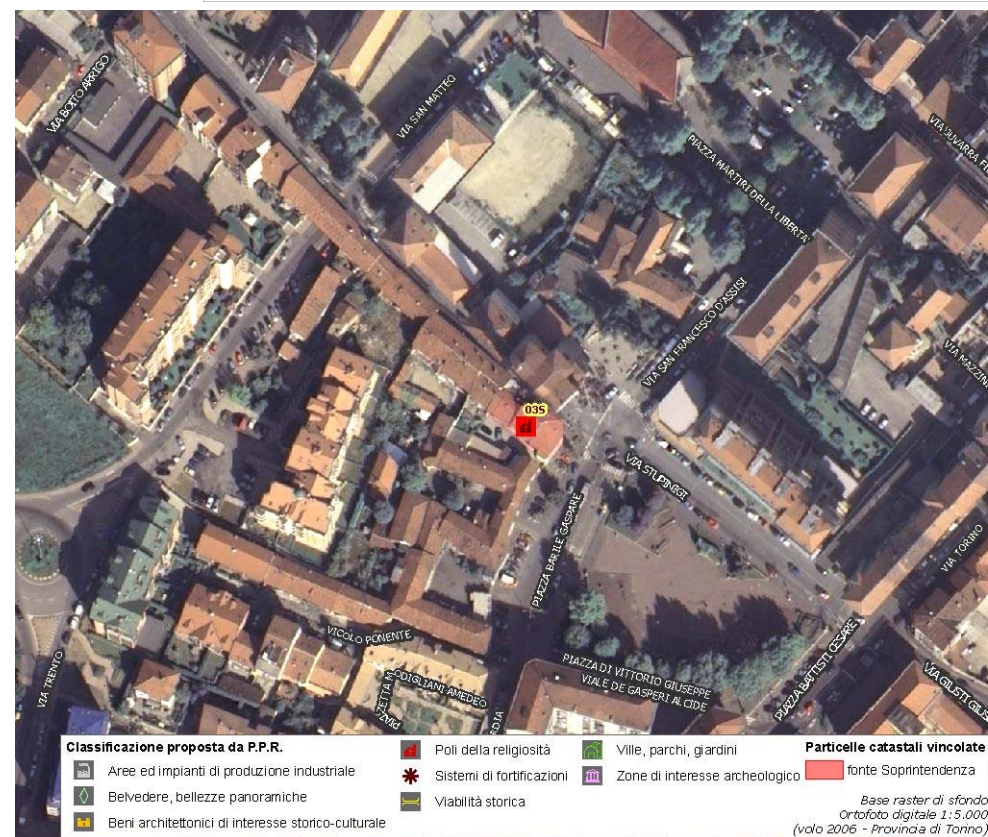 VIA BOITO ARRIGO
VIA SAN MATTEO
PIAZZA MARTIRI DELLA LIBERTA'
VIA SAN FRANCESCO D'ASSISI
VIA MAZZINI
035
VIA STUPINIGI
PIAZZA BARILE GASPARE
VIA TORINO
VICOLO PONENTE
PIAZZA DI VITTORIO GIUSEPPE
VIALE DE GASPERI ALCIDE
PIAZZA BATTISTI CESARE
VIA GIUSTI GIUS
VIA TRENTO
ODIGLIANI AMEDEO
Classificazione proposta da P.P.R.
Aree ed impianti di produzione industriale
Belvedere, bellezze panoramiche
Beni architettonici di interesse storico-culturale
Poli della religiosità
Sistemi di fortificazioni
Viabilità storica
Ville, parchi, giardini
Zone di interesse archeologico
Particelle catastali vincolate
fonte Soprintendenza
Base raster di sfondo
Ortofoto digitale 1:5.000
(volo 2006 - Provincia di Torino)